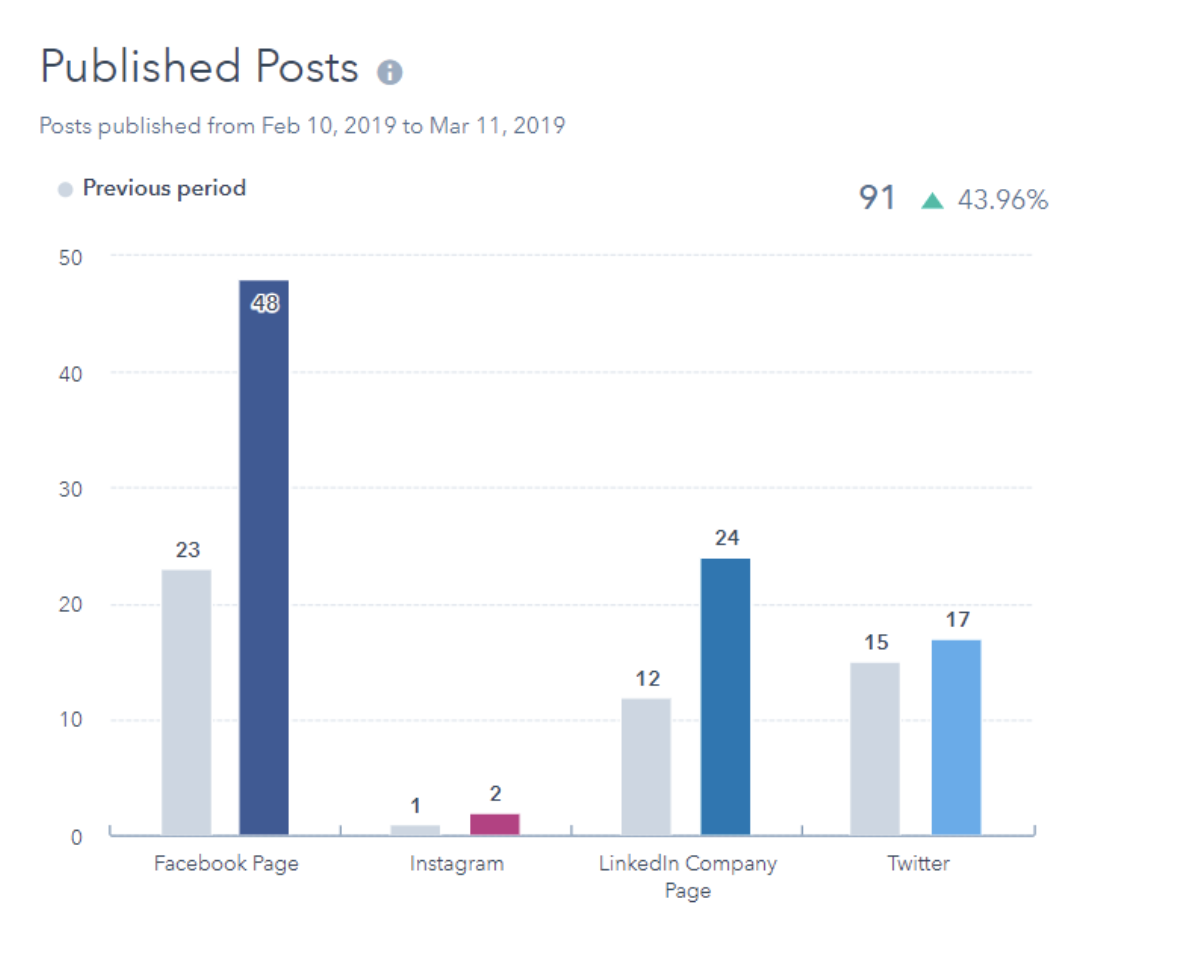 Published Posts
Posts published from Feb 10, 2019 to Mar 11, 2019
Previous period
91 ▲ 43.96%
50
40
30
20
10
0
23
48
1
2
12
24
15
17
Facebook Page
Instagram
LinkedIn Company
Page
Twitter